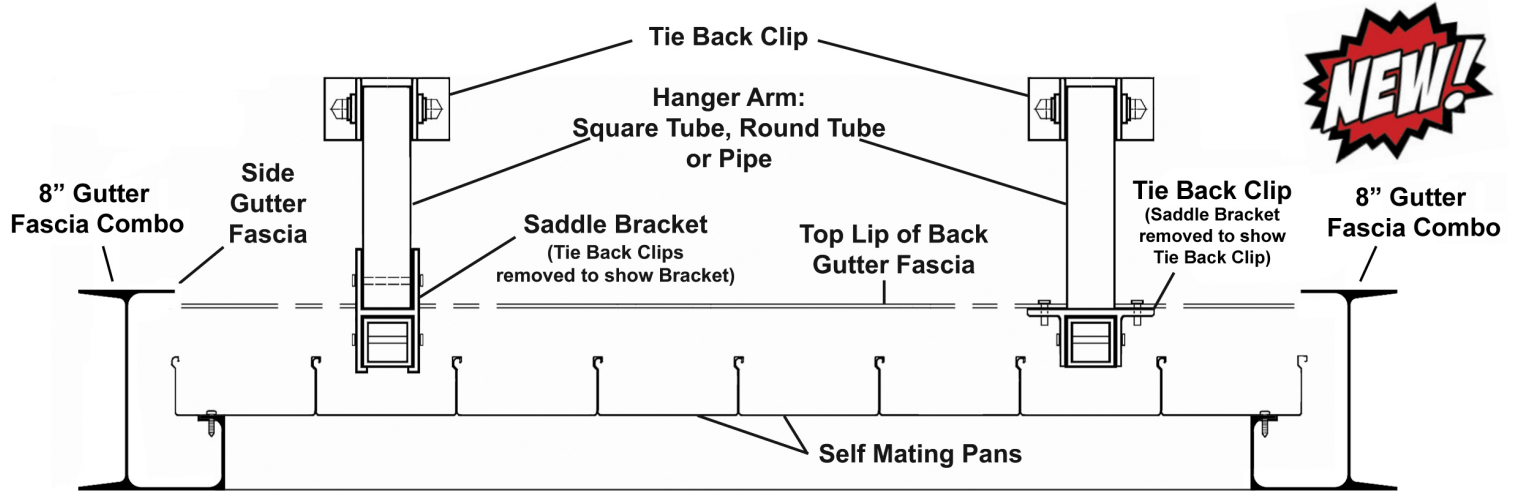 Tie Back Clip
NEW!
Hanger Arm:
Square Tube, Round Tube
or Pipe
Side
Gutter
Fascia
8” Gutter
Fascia Combo
Saddle Bracket
(Tie Back Clips
removed to show Bracket)
Top Lip of Back
Gutter Fascia
Tie Back Clip
(Saddle Bracket
removed to show
Tie Back Clip)
8” Gutter
Fascia Combo
Self Mating Pans